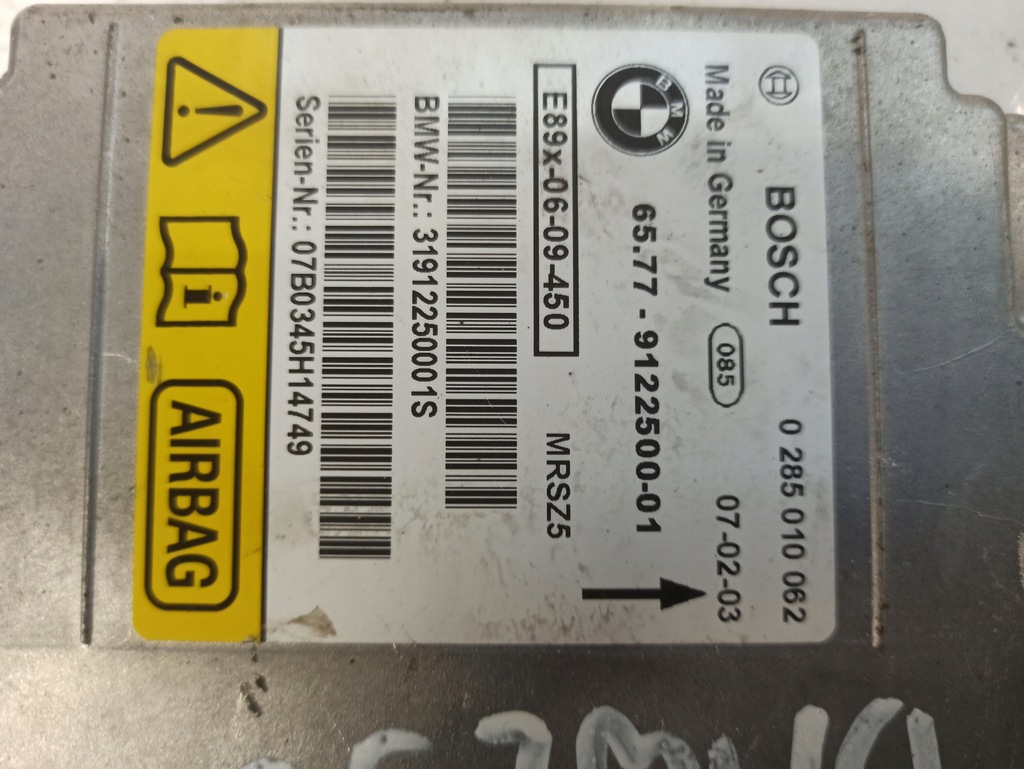 BOSCH 0 285 010 062
Made in Germany 085 07-02-03
BMW 65.77 - 9122500-01
E89x-06-09-450 MRSZ5
BMW-Nr.: 3191225000​1S
Serien-Nr.: 07B0345H14749
AIRBAG